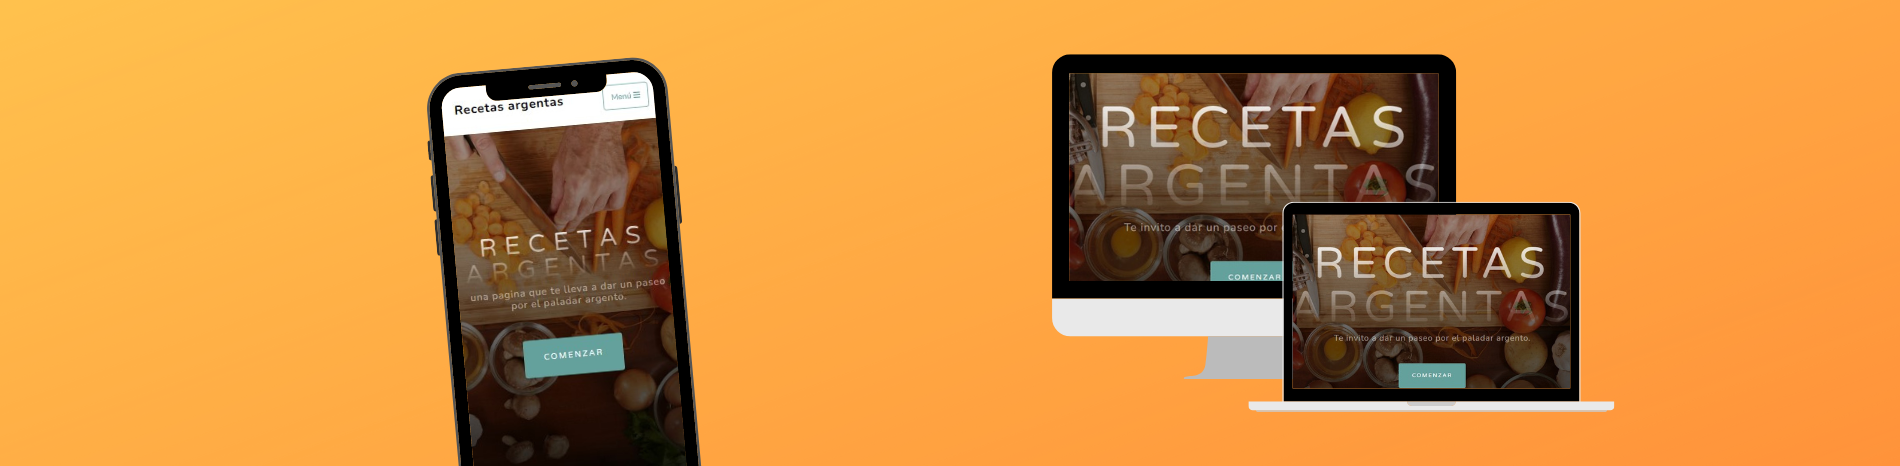 Recetas argentas
Menú
RECETAS
ARGENTAS
una pagina que te lleva a dar un paseo
por el paladar argento.
COMENZAR
RECETAS
ARGENTAS
Te invito a dar un paseo por
COMENZAR
RECETAS
ARGENTAS
Te invito a dar un paseo por el paladar argento.
COMENZAR